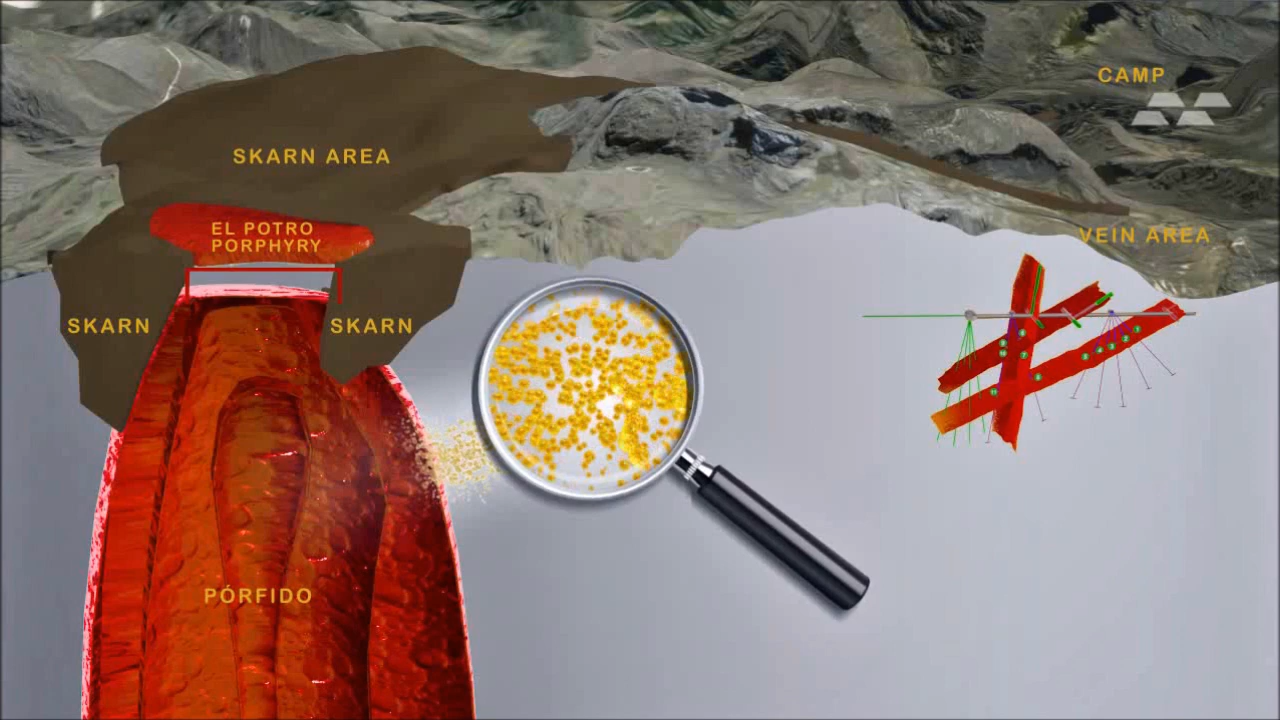 CAMP
SKARN AREA
EL POTRO
PORPHYRY
VEIN AREA
SKARN
SKARN
PÓRFIDO